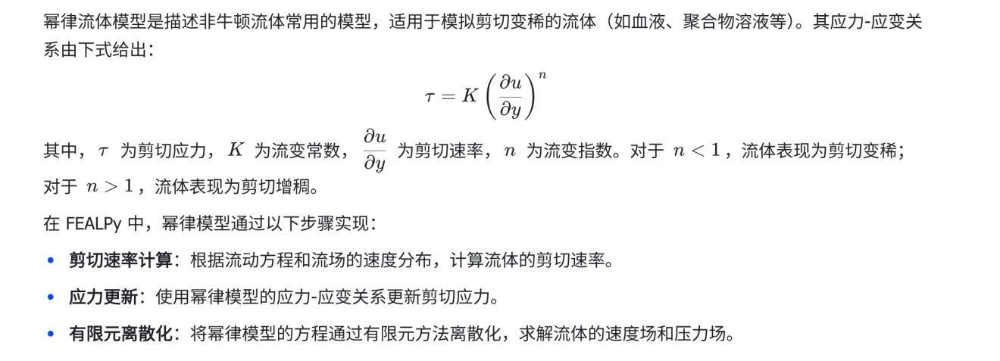 幂律流体模型是描述非牛顿流体常用的模型，适用于模拟剪切变稀的流体（如血液、聚合物溶液等）。其应力-应变关
系由下式给出：
τ = K (∂u/∂y)^n
其中， τ 为剪切应力， K 为流变常数， ∂u/∂y 为剪切速率， n 为流变指数。对于 n < 1，流体表现为剪切变稀；
对于 n > 1，流体表现为剪切增稠。
在 FEALPy 中，幂律模型通过以下步骤实现：
• 剪切速率计算：根据流动方程和流场的速度分布，计算流体的剪切速率。
• 应力更新：使用幂律模型的应力-应变关系更新剪切应力。
• 有限元离散化：将幂律模型的方程通过有限元方法离散化，求解流体的速度场和压力场。